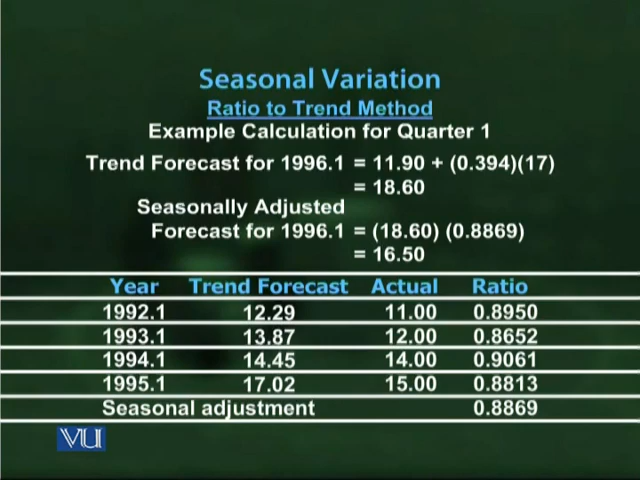 Seasonal Variation
Ratio to Trend Method
Example Calculation for Quarter 1
Trend Forecast for 1996.1 = 11.90 + (0.394)(17)
= 18.60
Seasonally Adjusted
Forecast for 1996.1 = (18.60) (0.8869)
= 16.50
Year Trend Forecast Actual Ratio
1992.1 12.29 11.00 0.8950
1993.1 13.87 12.00 0.8652
1994.1 14.45 14.00 0.9061
1995.1 17.02 15.00 0.8813
Seasonal adjustment 0.8869
VU